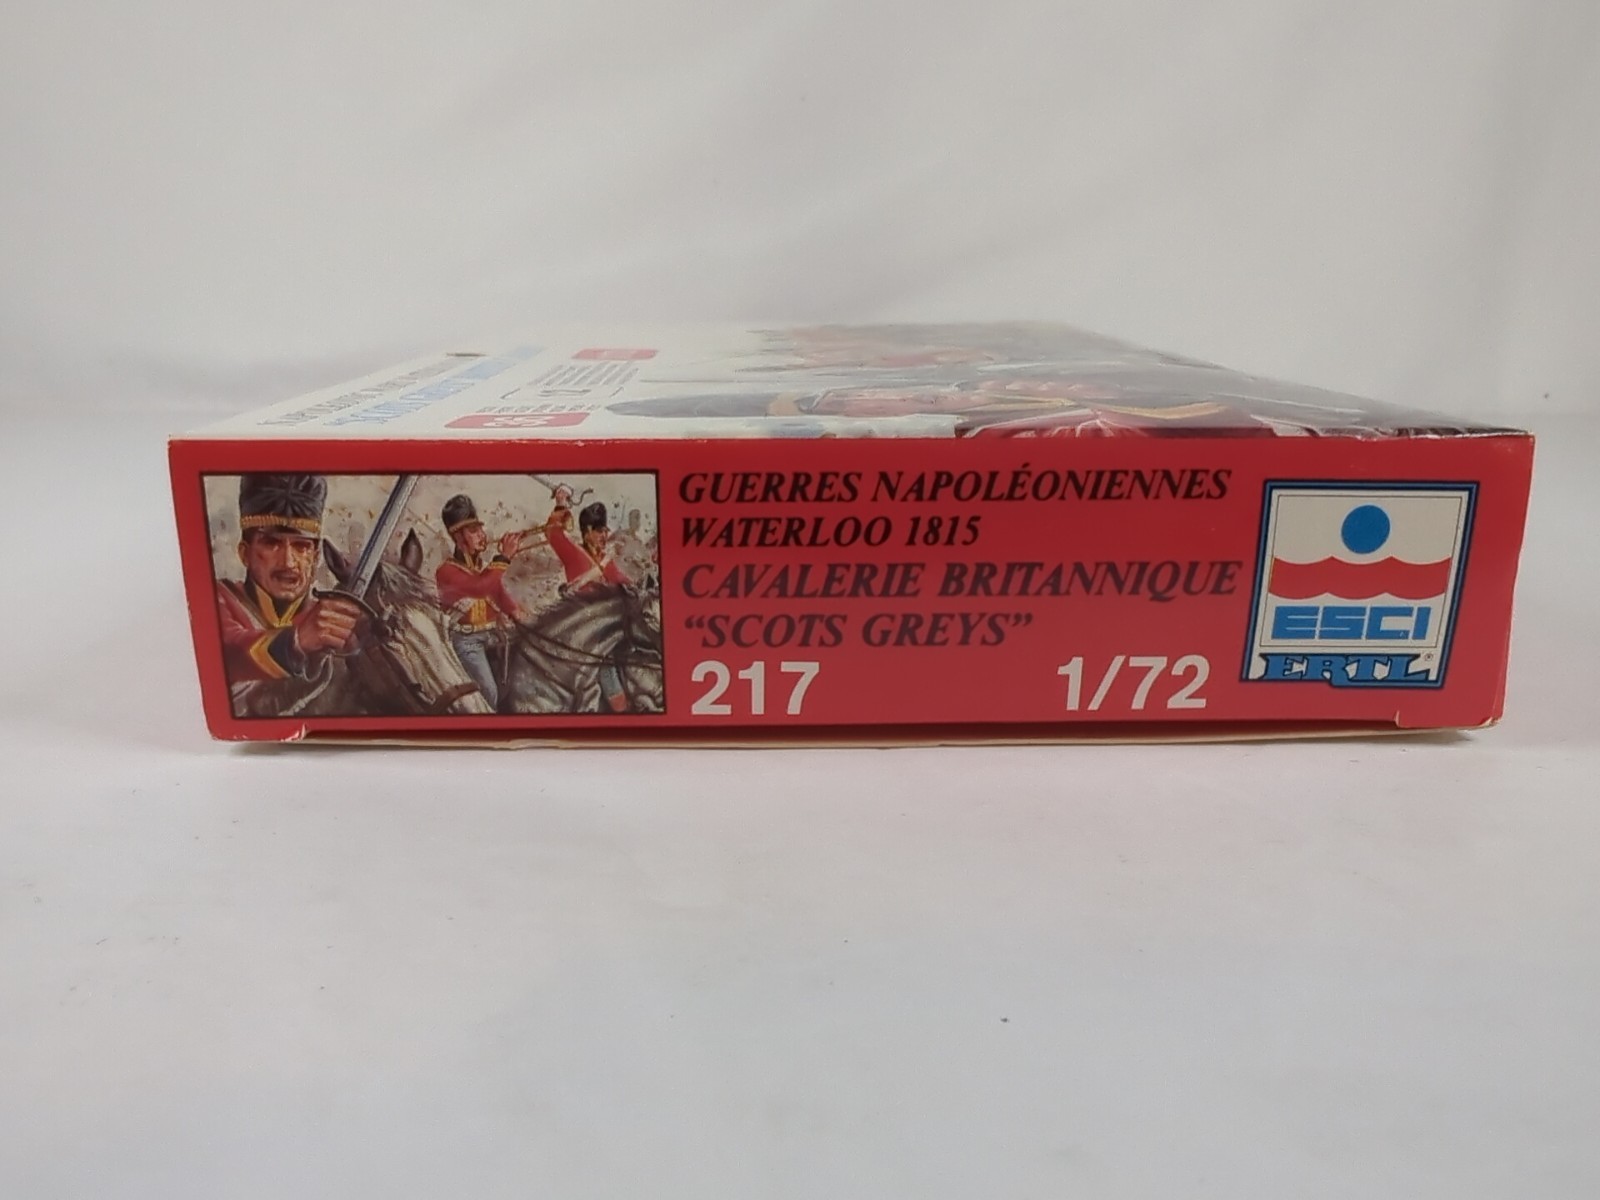 GUERRES NAPOLÉONIENNES
WATERLOO 1815
CAVALERIE BRITANNIQUE
“SCOTS GREYS”
217 1/72
ESCI
ERTL®